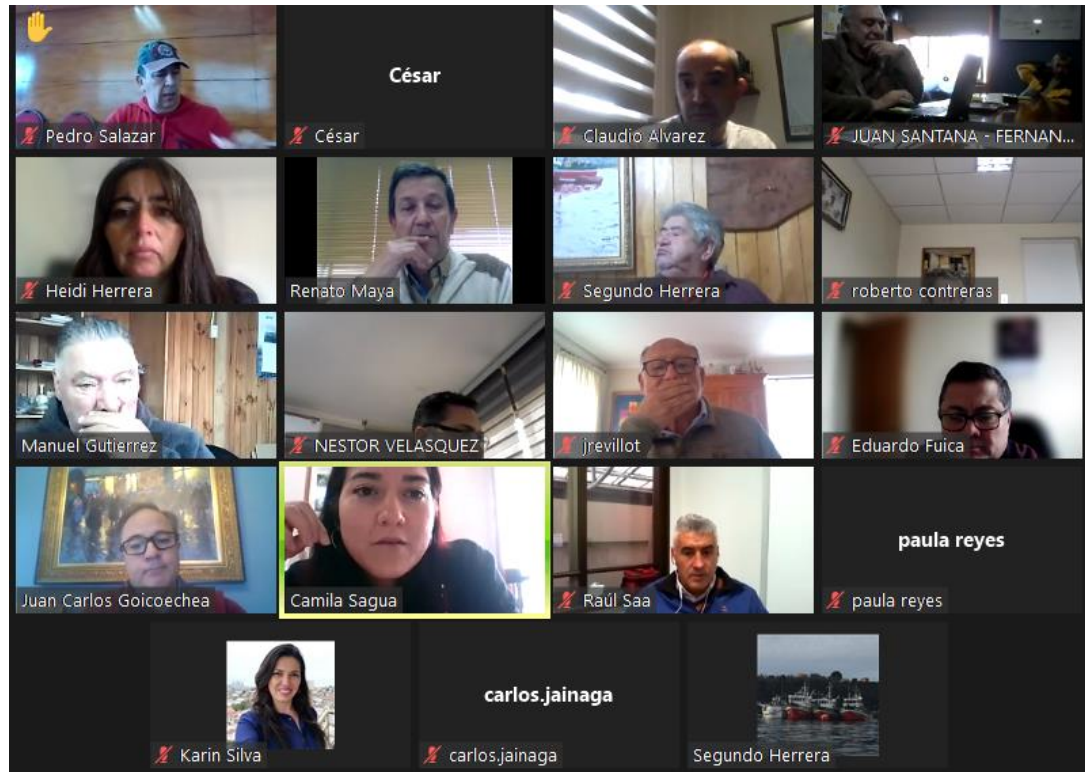 Pedro Salazar
César
César
Claudio Alvarez
JUAN SANTANA - FERNAN...
Heidi Herrera
Renato Maya
Segundo Herrera
roberto contreras
Manuel Gutierrez
NESTOR VELASQUEZ
jrevillot
Eduardo Fuica
Juan Carlos Goicoechea
Camila Sagua
Raúl Saa
paula reyes
paula reyes
Karin Silva
carlos.jainaga
carlos.jainaga
Segundo Herrera